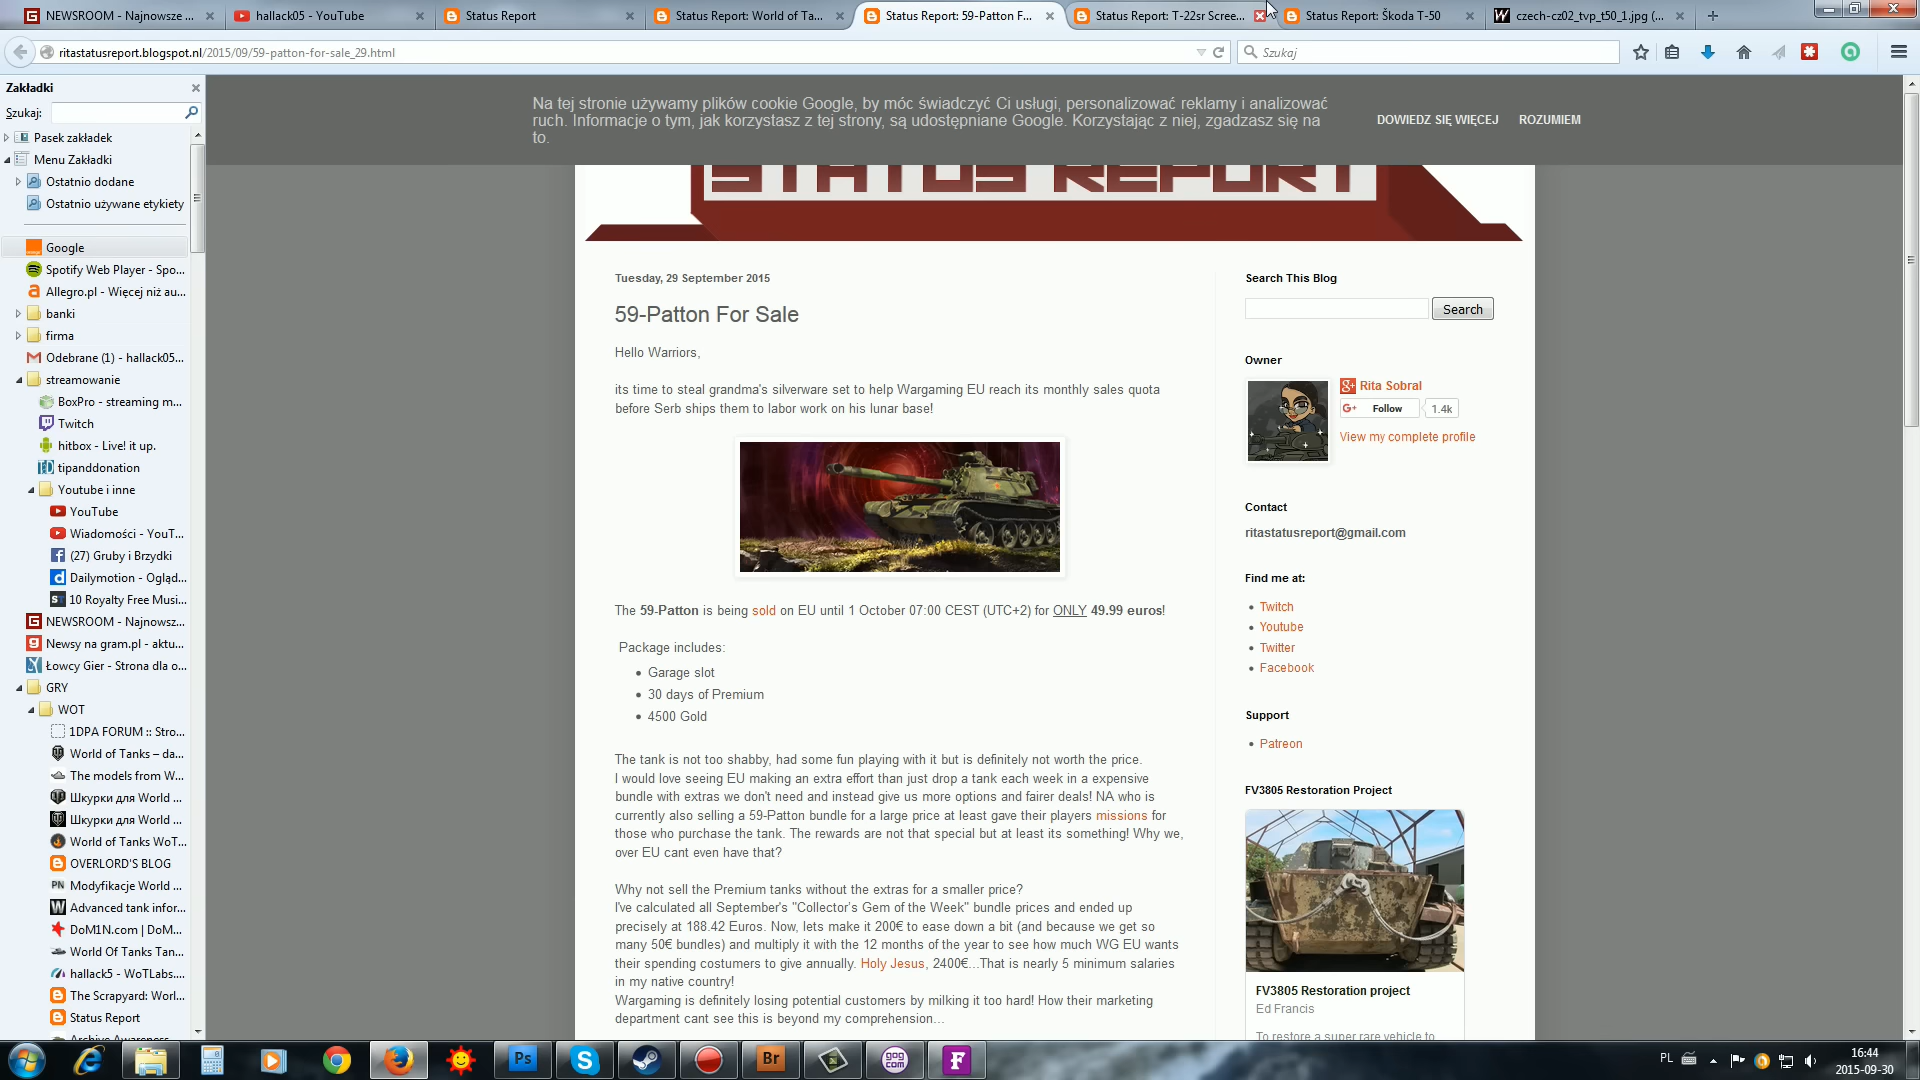 NEWSROOM - Najnowsze ...
hallack05 - YouTube
Status Report
Status Report: World of Ta...
Status Report: 59-Patton F...
Status Report: T-22sr Scree...
Status Report: Škoda T-50
czech-cz02_tvp_t50_1.jpg (...
ritastatusreport.blogspot.nl/2015/09/59-patton-for-sale_29.html
Szukaj
Zakładki
Szukaj:
Pasek zakładek
Menu Zakładki
Ostatnio dodane
Ostatnio używane etykiety
Google
Spotify Web Player - Spo...
Allegro.pl - Więcej niż au...
banki
firma
Odebrane (1) - hallack05...
streamowanie
BoxPro - streaming m...
Twitch
hitbox - Live! it up.
tipanddonation
Youtube i inne
YouTube
Wiadomości - YouT...
(27) Gruby i Brzydki
Dailymotion - Ogląd...
10 Royalty Free Musi...
NEWSROOM - Najnowsz...
Newsy na gram.pl - aktu...
Łowcy Gier - Strona dla o...
GRY
WOT
1DPA FORUM :: Stro...
World of Tanks – da...
The models from W...
Шкурки для World ...
Шкурки для World ...
World of Tanks WoT...
OVERLORD'S BLOG
Modyfikacje World ...
Advanced tank infor...
DoM1N.com | DoM...
World Of Tanks Tan...
hallack5 - WoTLabs....
The Scrapyard: Worl...
Status Report
Archive Awareness
Na tej stronie używamy plików cookie Google, by móc świadczyć Ci usługi, personalizować reklamy i analizować
ruch. Informacje o tym, jak korzystasz z tej strony, są udostępniane Google. Korzystając z niej, zgadzasz się na
to.
DOWIEDZ SIĘ WIĘCEJ
ROZUMIEM
STATUS REPORT
Tuesday, 29 September 2015
59-Patton For Sale
Hello Warriors,
its time to steal grandma's silverware set to help Wargaming EU reach its monthly sales quota
before Serb ships them to labor work on his lunar base!
The 59-Patton is being sold on EU until 1 October 07:00 CEST (UTC+2) for ONLY 49.99 euros!
Package includes:
Garage slot
30 days of Premium
4500 Gold
The tank is not too shabby, had some fun playing with it but is definitely not worth the price.
I would love seeing EU making an extra effort than just drop a tank each week in a expensive
bundle with extras we don't need and instead give us more options and fairer deals! NA who is
currently also selling a 59-Patton bundle for a large price at least gave their players missions for
those who purchase the tank. The rewards are not that special but at least its something! Why we,
over EU cant even have that?
Why not sell the Premium tanks without the extras for a smaller price?
I've calculated all September's "Collector's Gem of the Week" bundle prices and ended up
precisely at 188.42 Euros. Now, lets make it 200€ to ease down a bit (and because we get so
many 50€ bundles) and multiply it with the 12 months of the year to see how much WG EU wants
their spending costumers to give annually. Holy Jesus, 2400€...That is nearly 5 minimum salaries
in my native country!
Wargaming is definitely losing potential customers by milking it too hard! How their marketing
department cant see this is beyond my comprehension...
Search This Blog
Search
Owner
Rita Sobral
G+ Follow 1.4k
View my complete profile
Contact
ritastatusreport@gmail.com
Find me at:
Twitch
Youtube
Twitter
Facebook
Support
Patreon
FV3805 Restoration Project
FV3805 Restoration project
Ed Francis
To restore a super rare vehicle to
Ps
Br
gog
com
F
PL
16:44
2015-09-30